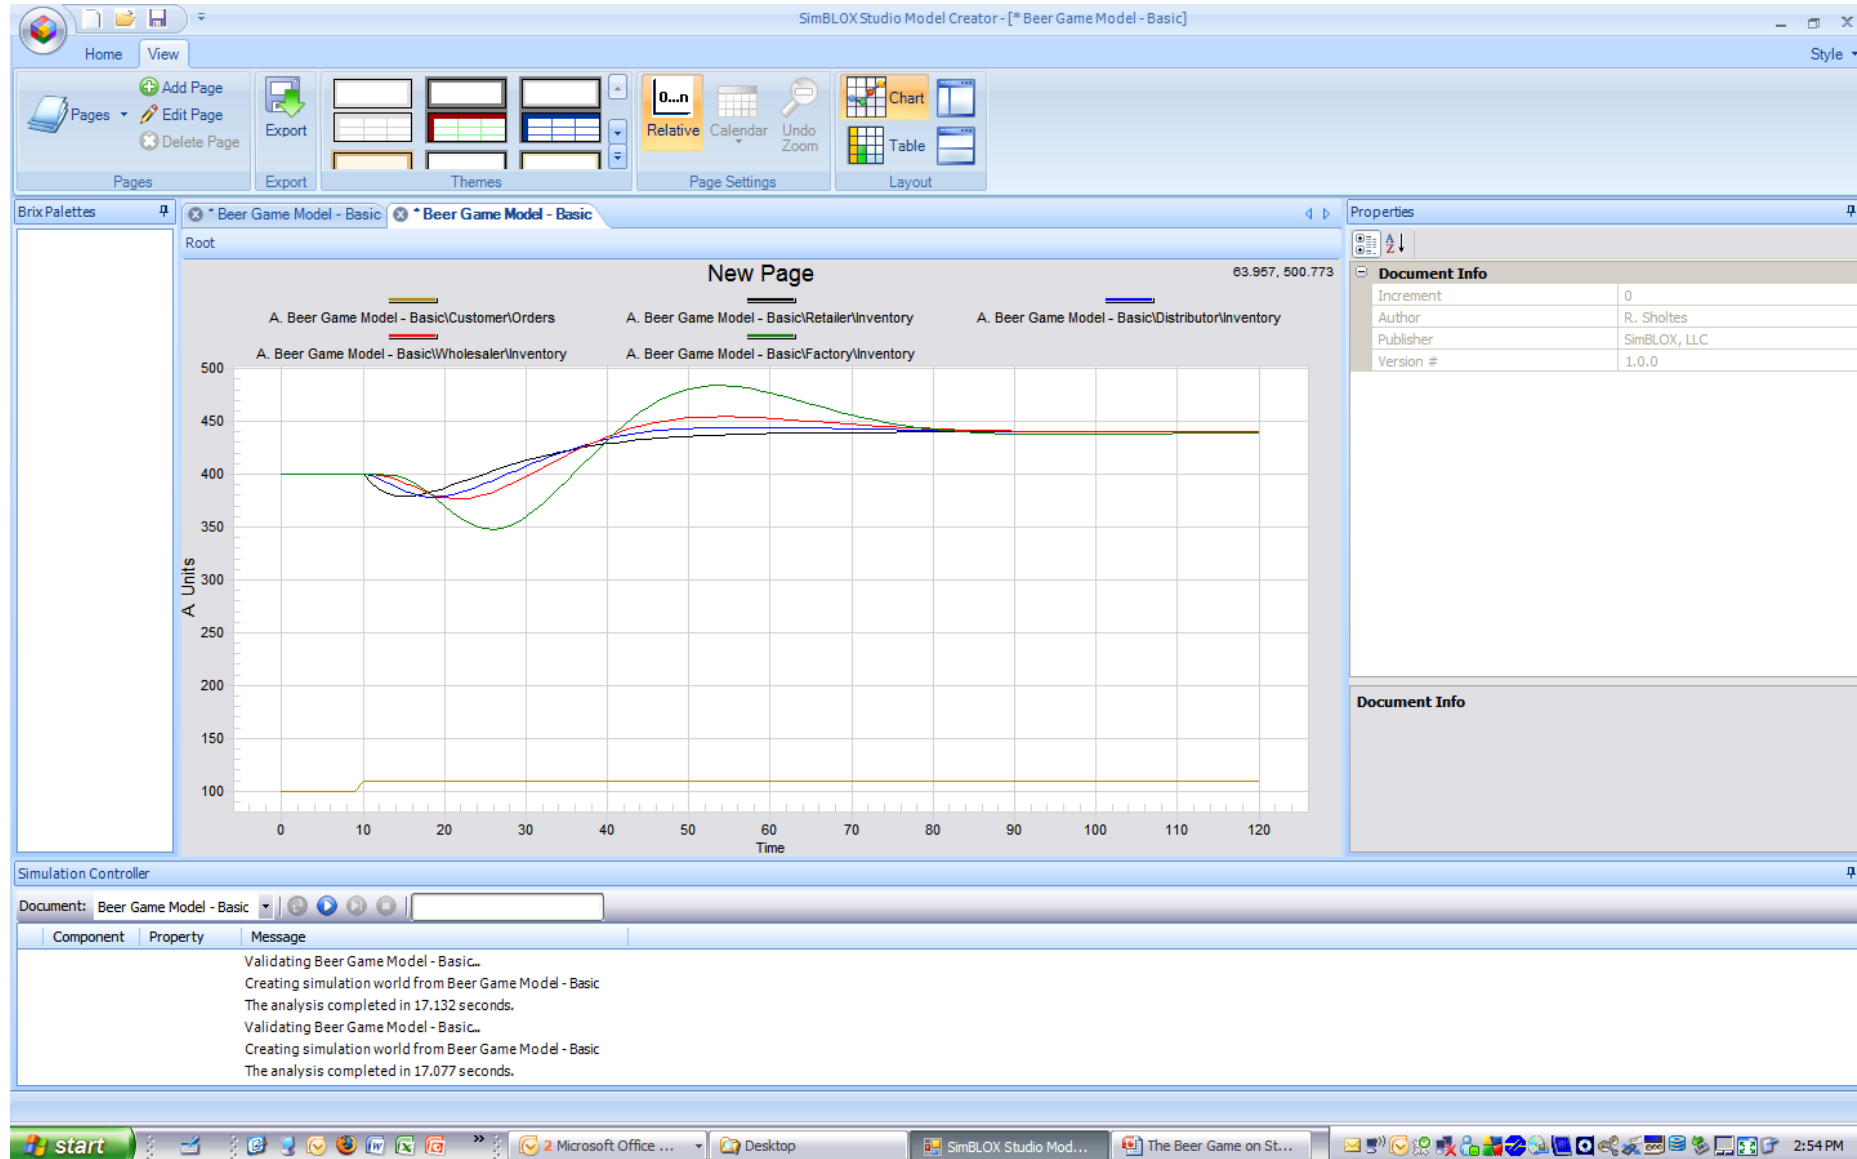 SimBLOX Studio Model Creator - [* Beer Game Model - Basic]
Home View Style
Pages Add Page
Edit Page
Delete Page
Export
0...n
Relative Calendar Undo Zoom
Chart
Table
Pages Export Themes Page Settings Layout
Brix Palettes
* Beer Game Model - Basic * Beer Game Model - Basic
Properties
Root
New Page
63.957, 500.773
A. Beer Game Model - Basic\Customer\Orders A. Beer Game Model - Basic\Retailer\Inventory A. Beer Game Model - Basic\Distributor\Inventory
A. Beer Game Model - Basic\Wholesaler\Inventory A. Beer Game Model - Basic\Factory\Inventory
500
450
400
350
300
250
200
150
100
A. Units
0 10 20 30 40 50 60 70 80 90 100 110 120
Time
A Z
Document Info
Increment 0
Author R. Sholtes
Publisher SimBLOX, LLC
Version # 1.0.0
Document Info
Simulation Controller
Document: Beer Game Model - Basic
Component Property Message
Validating Beer Game Model - Basic...
Creating simulation world from Beer Game Model - Basic
The analysis completed in 17.132 seconds.
Validating Beer Game Model - Basic...
Creating simulation world from Beer Game Model - Basic
The analysis completed in 17.077 seconds.
start 2 Microsoft Office ... Desktop SimBLOX Studio Mod... The Beer Game on St... 2:54 PM